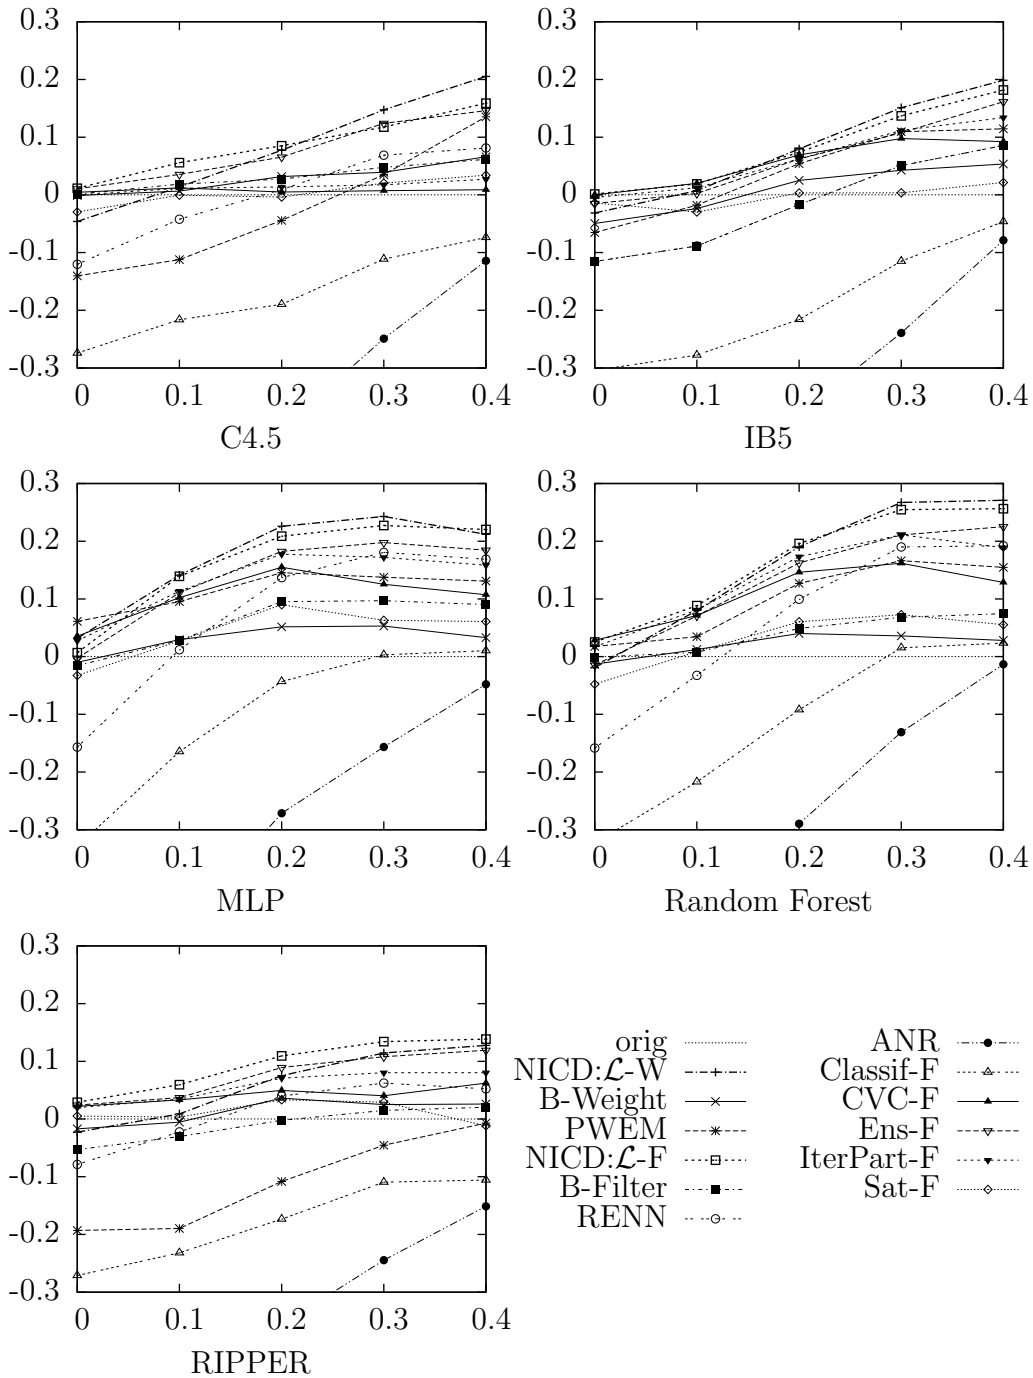 0.3
0.2
0.1
0
-0.1
-0.2
-0.3
0 0.1 0.2 0.3 0.4
C4.5
0.3
0.2
0.1
0
-0.1
-0.2
-0.3
0 0.1 0.2 0.3 0.4
IB5
0.3
0.2
0.1
0
-0.1
-0.2
-0.3
0 0.1 0.2 0.3 0.4
MLP
0.3
0.2
0.1
0
-0.1
-0.2
-0.3
0 0.1 0.2 0.3 0.4
Random Forest
0.3
0.2
0.1
0
-0.1
-0.2
-0.3
0 0.1 0.2 0.3 0.4
RIPPER
orig
NICD:ℒ-W
B-Weight
PWEM
NICD:ℒ-F
B-Filter
RENN
ANR
Classif-F
CVC-F
Ens-F
IterPart-F
Sat-F